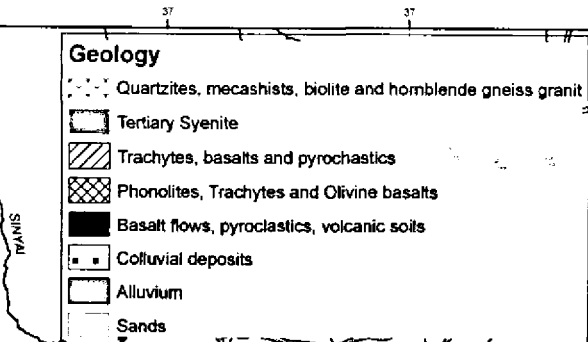 37 37
Geology
Quartzites, mecashists, biolite and hornblende gneiss granit
Tertiary Syenite
Trachytes, basalts and pyrochastics
Phonolites, Trachytes and Olivine basalts
Basalt flows, pyroclastics, volcanic soils
Colluvial deposits
Alluvium
Sands
SINYAI